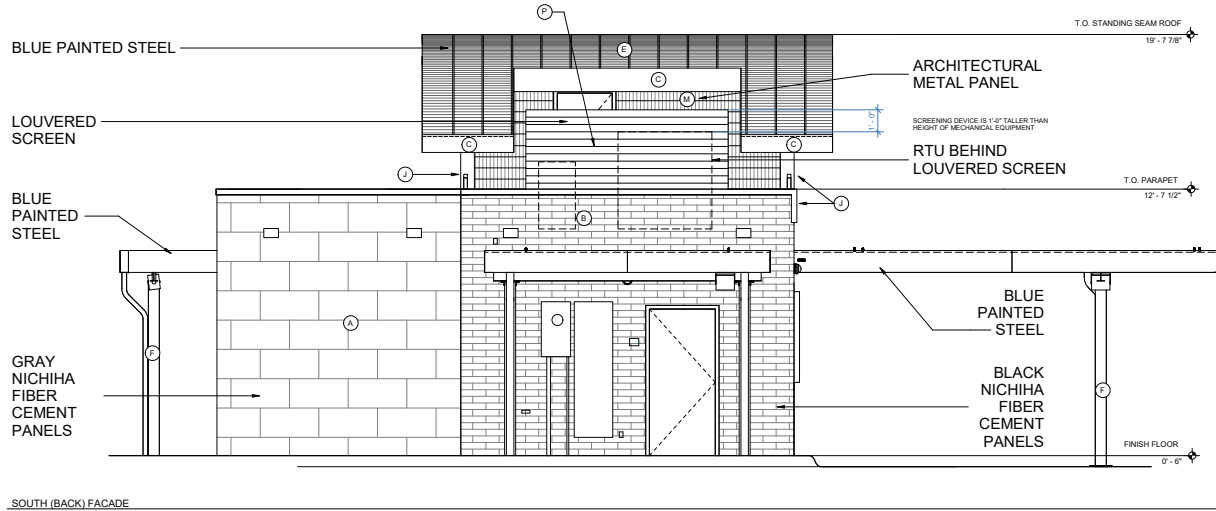 P
T.O. STANDING SEAM ROOF
19' - 7 7/8"
BLUE PAINTED STEEL
E
ARCHITECTURAL
METAL PANEL
C
M
LOUVERED
SCREEN
1' - 0"
SCREENING DEVICE IS 1'-0" TALLER THAN
HEIGHT OF MECHANICAL EQUIPMENT
C
C
RTU BEHIND
LOUVERED SCREEN
J
T.O. PARAPET
12' - 7 1/2"
BLUE
PAINTED
STEEL
J
B
BLUE
PAINTED
STEEL
A
F
GRAY
NICHIHA
FIBER
CEMENT
PANELS
BLACK
NICHIHA
FIBER
CEMENT
PANELS
F
FINISH FLOOR
0' - 6"
SOUTH (BACK) FACADE